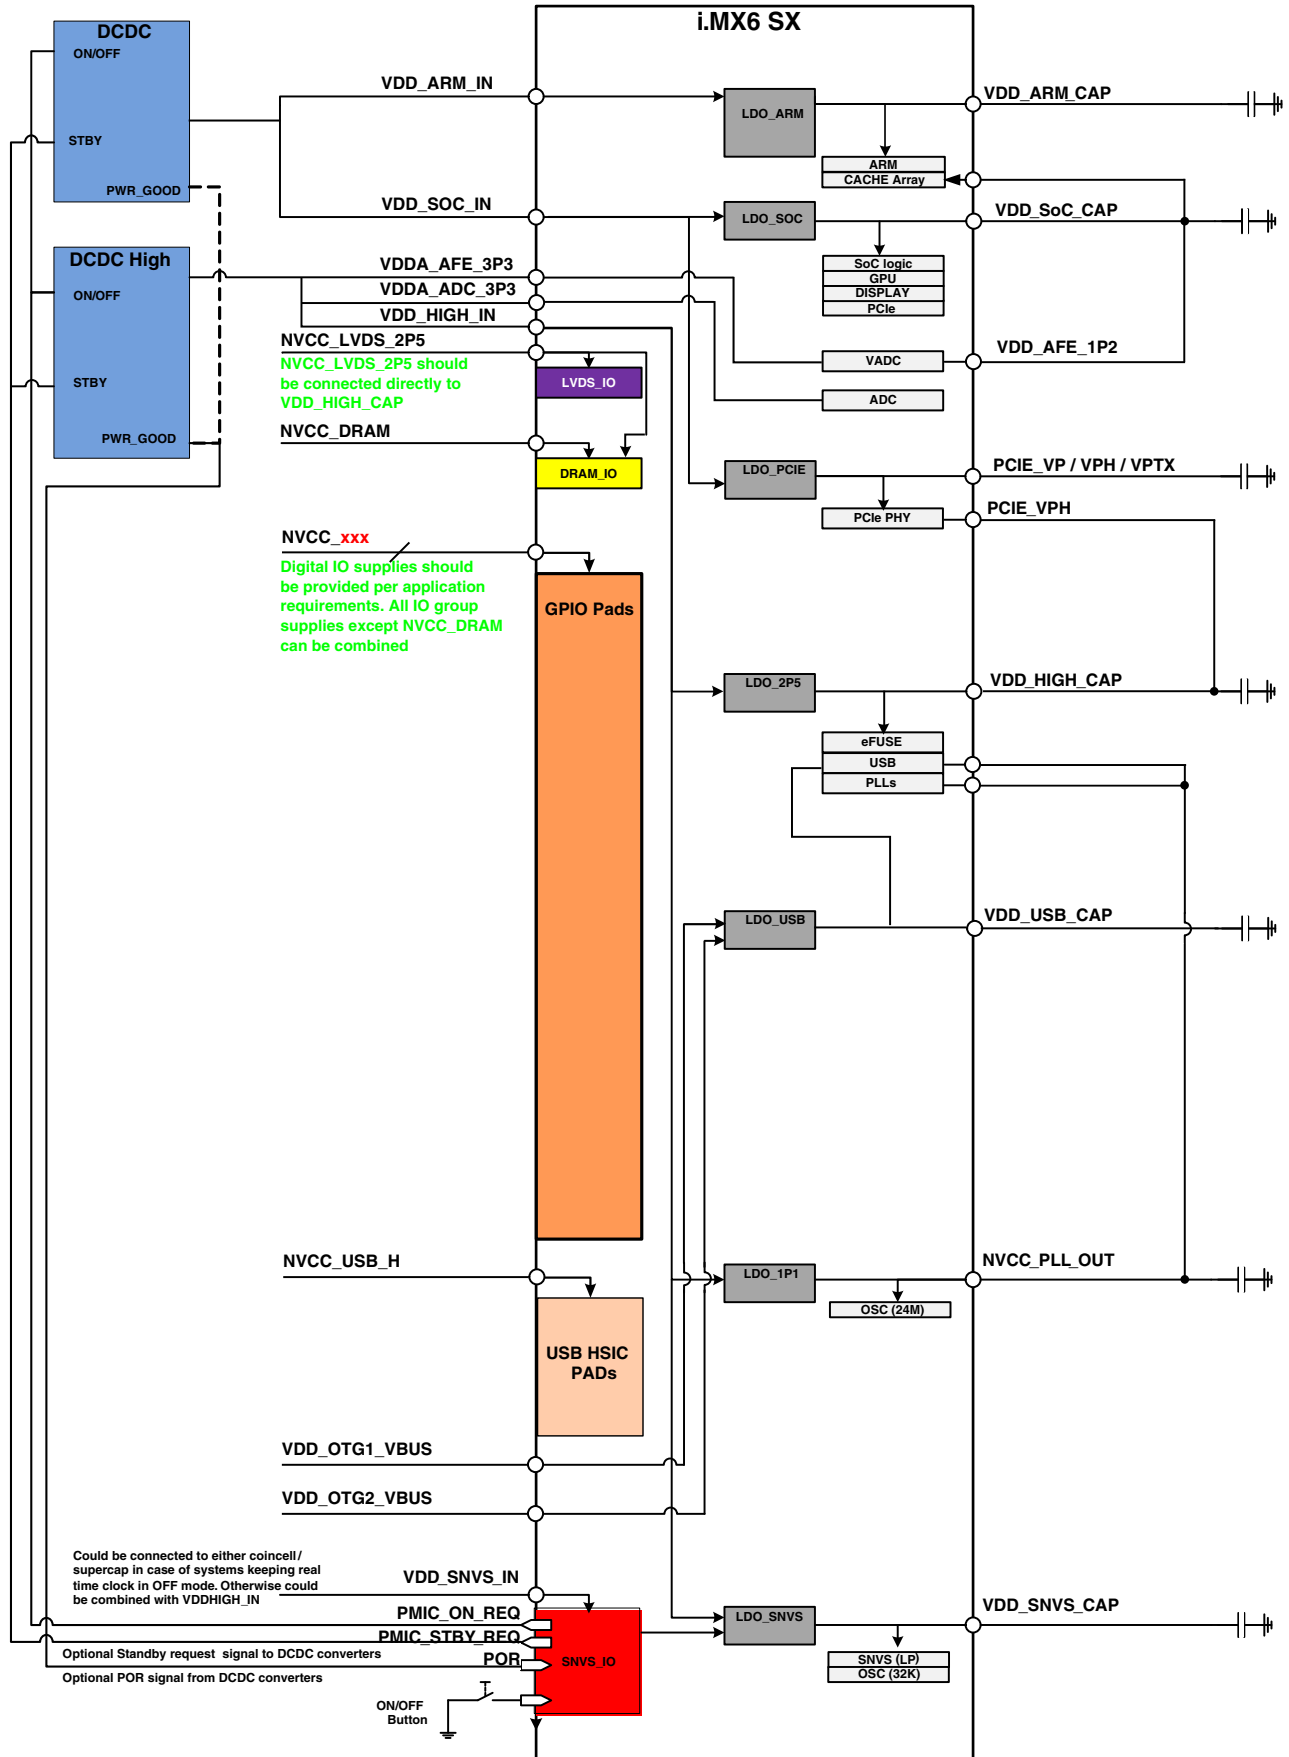 i.MX6 SX
DCDC
ON/OFF
STBY
PWR_GOOD
DCDC High
ON/OFF
STBY
PWR_GOOD
VDD_ARM_IN
VDD_SOC_IN
VDDA_AFE_3P3
VDDA_ADC_3P3
VDD_HIGH_IN
NVCC_LVDS_2P5
NVCC_LVDS_2P5 should
be connected directly to
VDD_HIGH_CAP
NVCC_DRAM
NVCC_xxx
Digital IO supplies should
be provided per application
requirements. All IO group
supplies except NVCC_DRAM
can be combined
LVDS_IO
DRAM_IO
GPIO Pads
LDO_ARM
ARM
CACHE Array
LDO_SOC
SoC logic
GPU
DISPLAY
PCIe
VADC
ADC
LDO_PCIE
PCIe PHY
LDO_2P5
eFUSE
USB
PLLs
LDO_USB
LDO_1P1
OSC (24M)
VDD_ARM_CAP
VDD_SoC_CAP
VDD_AFE_1P2
PCIE_VP / VPH / VPTX
PCIE_VPH
VDD_HIGH_CAP
VDD_USB_CAP
NVCC_PLL_OUT
NVCC_USB_H
USB HSIC
PADs
VDD_OTG1_VBUS
VDD_OTG2_VBUS
Could be connected to either coincell/
supercap in case of systems keeping real
time clock in OFF mode. Otherwise could
be combined with VDDHIGH_IN
VDD_SNVS_IN
PMIC_ON_REQ
PMIC_STBY_REQ
Optional Standby request signal to DCDC converters
POR
Optional POR signal from DCDC converters
ON/OFF
Button
SNVS_IO
LDO_SNVS
SNVS (LP)
OSC (32K)
VDD_SNVS_CAP